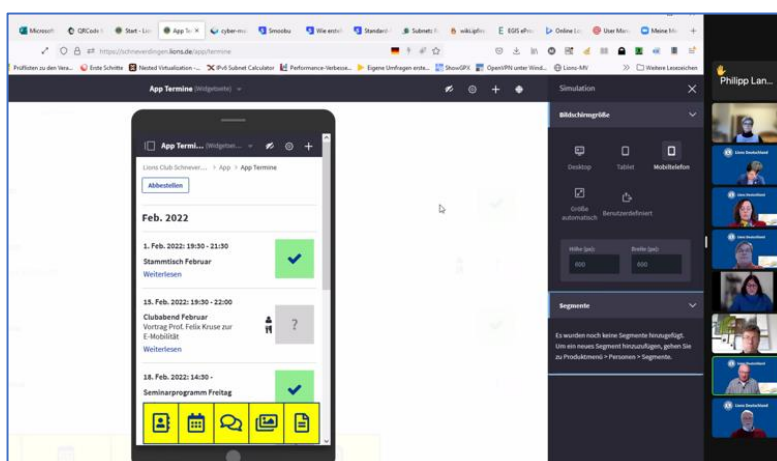 Microsoft QRCode Start - Lio App Te cyber-mo Smoobu Wie erstel Standard- Subnets wikiLipfre EGIS ePro Online Lo User Man Meine Me
https://schneverdingen.lions.de/app/termine
Prüflisten zu den Vera... Erste Schritte Nested Virtualization -... IPv6 Subnet Calculator Performance-Verbesse... Eigene Umfragen erste... ShowGPX OpenVPN unter Wind... Lions-MV Weitere Lesezeichen
App Termine (Widgetseite)
Simulation
Philipp Lan...
Bildschirmgröße
Desktop Tablet Mobiltelefon
Größe automatisch Benutzerdefiniert
Höhe (px): Breite (px):
600 600
Segmente
Es wurden noch keine Segmente hinzugefügt.
Um ein neues Segment hinzuzufügen, gehen Sie
zu Produktmenü > Personen > Segmente.
App Termi... (Widgetsei...
Lions Club Schnever... > App > App Termine
Abbestellen
Feb. 2022
1. Feb. 2022: 19:30 - 21:30
Stammtisch Februar
Weiterlesen
15. Feb. 2022: 19:30 - 22:00
Clubabend Februar
Vortrag Prof. Felix Kruse zur
E-Mobilität
?
Weiterlesen
18. Feb. 2022: 14:30 -
Seminarprogramm Freitag
Lions Deutschland
Lions Deutschland
Lions Deutschland
Lions Deutschland
Lions Deutschland